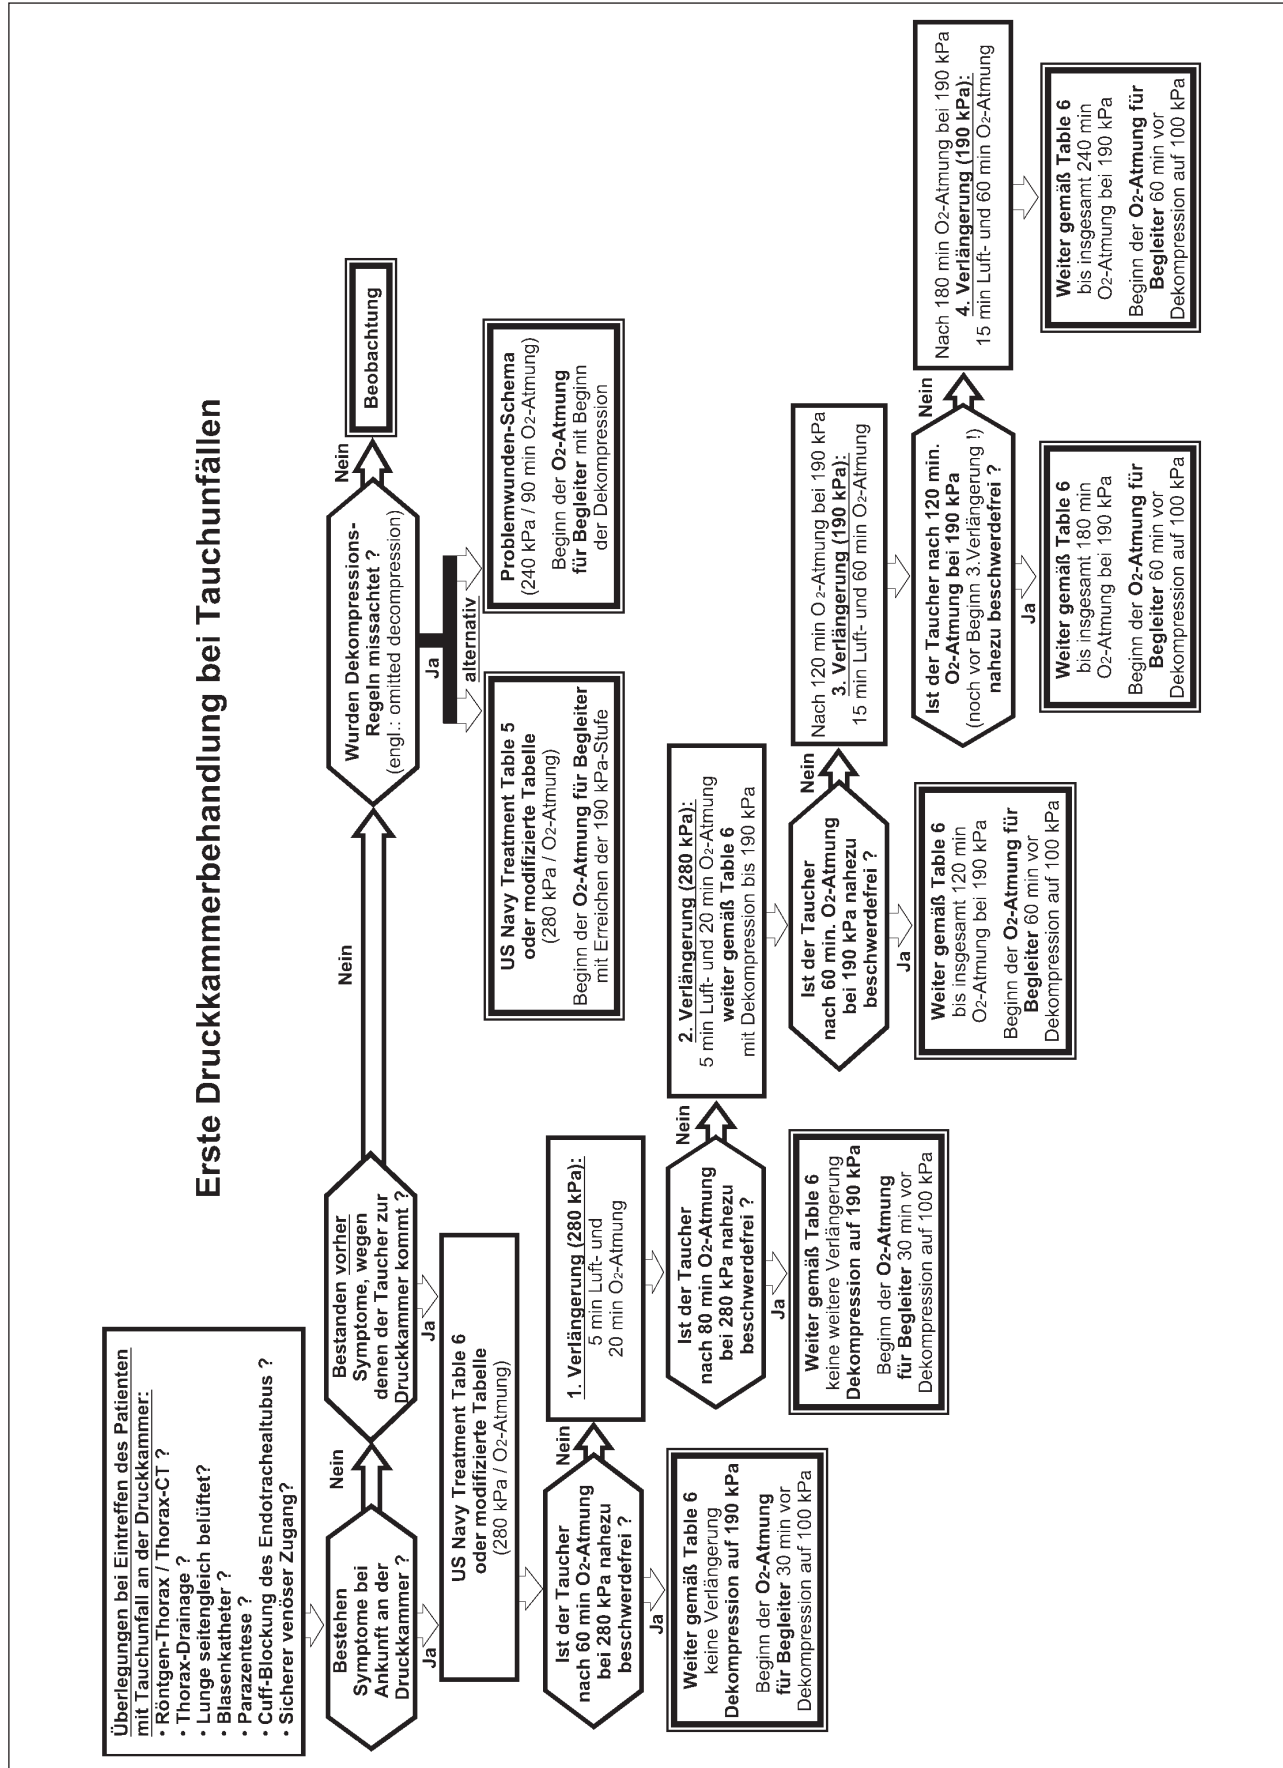 Erste Druckkammerbehandlung bei Tauchunfällen
Überlegungen bei Eintreffen des Patienten
mit Tauchunfall an der Druckkammer:
• Röntgen-Thorax / Thorax-CT ?
• Thorax-Drainage ?
• Lunge seitengleich belüftet?
• Blasenkatheter ?
• Parazentese ?
• Cuff-Blockung des Endotrachealtubus ?
• Sicherer venöser Zugang?
Bestehen
Symptome bei
Ankunft an der
Druckkammer ?
Nein
Ja
Bestanden vorher
Symptome, wegen
denen der Taucher zur
Druckkammer kommt ?
Nein
Ja
Wurden Dekompressions-
Regeln missachtet ?
(engl.: omitted decompression)
Nein
Beobachtung
Ja
alternativ
US Navy Treatment Table 5
oder modifizierte Tabelle
(280 kPa / O2-Atmung)
Beginn der O2-Atmung für Begleiter
mit Erreichen der 190 kPa-Stufe
Problemwunden-Schema
(240 kPa / 90 min O2-Atmung)
Beginn der O2-Atmung
für Begleiter mit Beginn
der Dekompression
US Navy Treatment Table 6
oder modifizierte Tabelle
(280 kPa / O2-Atmung)
Ist der Taucher
nach 60 min O2-Atmung
bei 280 kPa nahezu
beschwerdefrei ?
Nein
Ja
Weiter gemäß Table 6
keine Verlängerung
Dekompression auf 190 kPa
Beginn der O2-Atmung
für Begleiter 30 min vor
Dekompression auf 100 kPa
1. Verlängerung (280 kPa):
5 min Luft- und
20 min O2-Atmung
Ist der Taucher
nach 80 min O2-Atmung
bei 280 kPa nahezu
beschwerdefrei ?
Nein
Ja
Weiter gemäß Table 6
keine weitere Verlängerung
Dekompression auf 190 kPa
Beginn der O2-Atmung
für Begleiter 30 min vor
Dekompression auf 100 kPa
2. Verlängerung (280 kPa):
5 min Luft- und 20 min O2-Atmung
weiter gemäß Table 6
mit Dekompression bis 190 kPa
Ist der Taucher
nach 60 min. O2-Atmung
bei 190 kPa nahezu
beschwerdefrei ?
Nein
Ja
Weiter gemäß Table 6
bis insgesamt 120 min
O2-Atmung bei 190 kPa
Beginn der O2-Atmung für
Begleiter 60 min vor
Dekompression auf 100 kPa
Nach 120 min O2-Atmung bei 190 kPa
3. Verlängerung (190 kPa):
15 min Luft- und 60 min O2-Atmung
Ist der Taucher nach 120 min.
O2-Atmung bei 190 kPa
(noch vor Beginn 3.Verlängerung !)
nahezu beschwerdefrei ?
Nein
Ja
Weiter gemäß Table 6
bis insgesamt 180 min
O2-Atmung bei 190 kPa
Beginn der O2-Atmung für
Begleiter 60 min vor
Dekompression auf 100 kPa
Nach 180 min O2-Atmung bei 190 kPa
4. Verlängerung (190 kPa):
15 min Luft- und 60 min O2-Atmung
Weiter gemäß Table 6
bis insgesamt 240 min
O2-Atmung bei 190 kPa
Beginn der O2-Atmung für
Begleiter 60 min vor
Dekompression auf 100 kPa